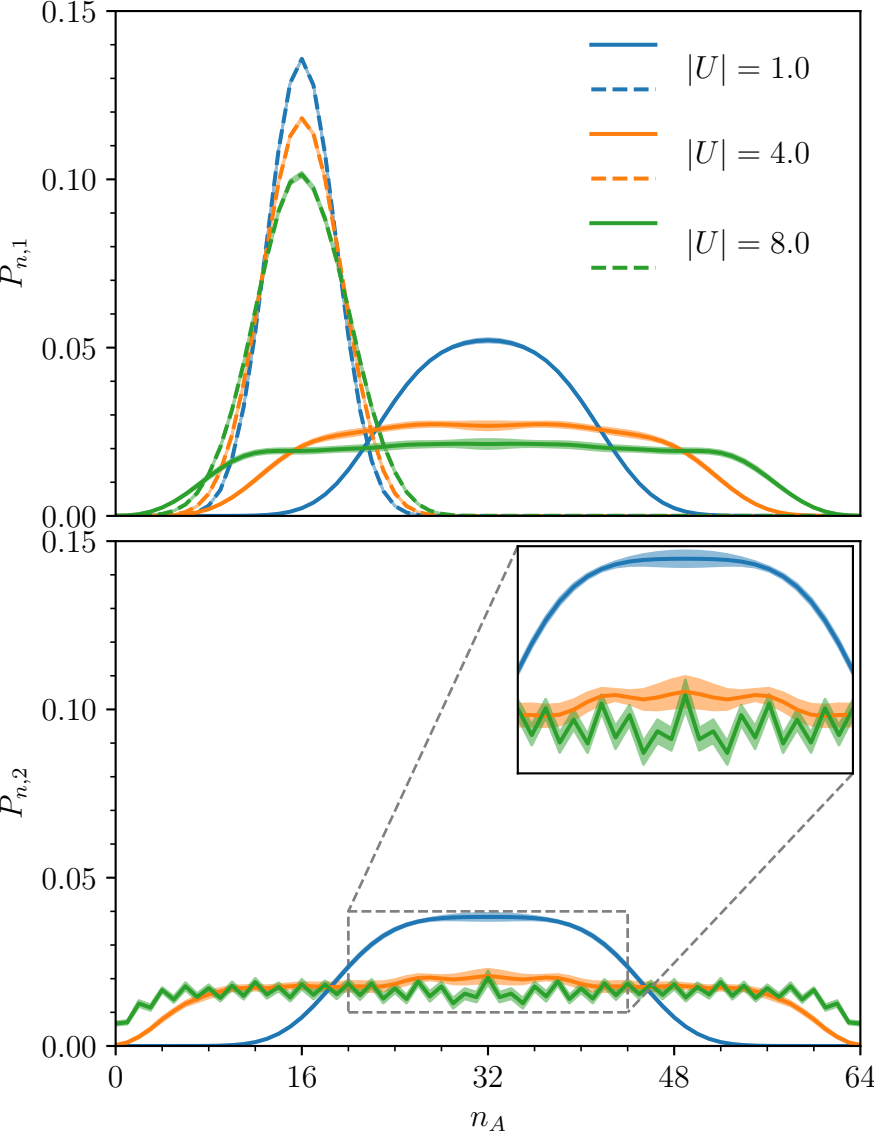 0.15
|U| = 1.0
0.10
|U| = 4.0
|U| = 8.0
P_{n,1}
0.05
0.00
0.15
0.10
P_{n,2}
0.05
0.00
0 16 32 48 64
n_A